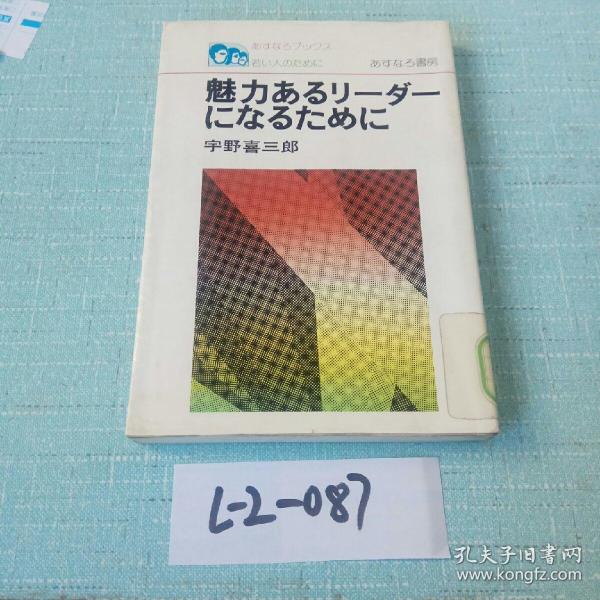 あすなろブックス
若い人のために
あすなろ書房
魅力あるリーダー
になるために
宇野喜三郎
L-2-087
孔夫子旧书网
www.kongfz.com